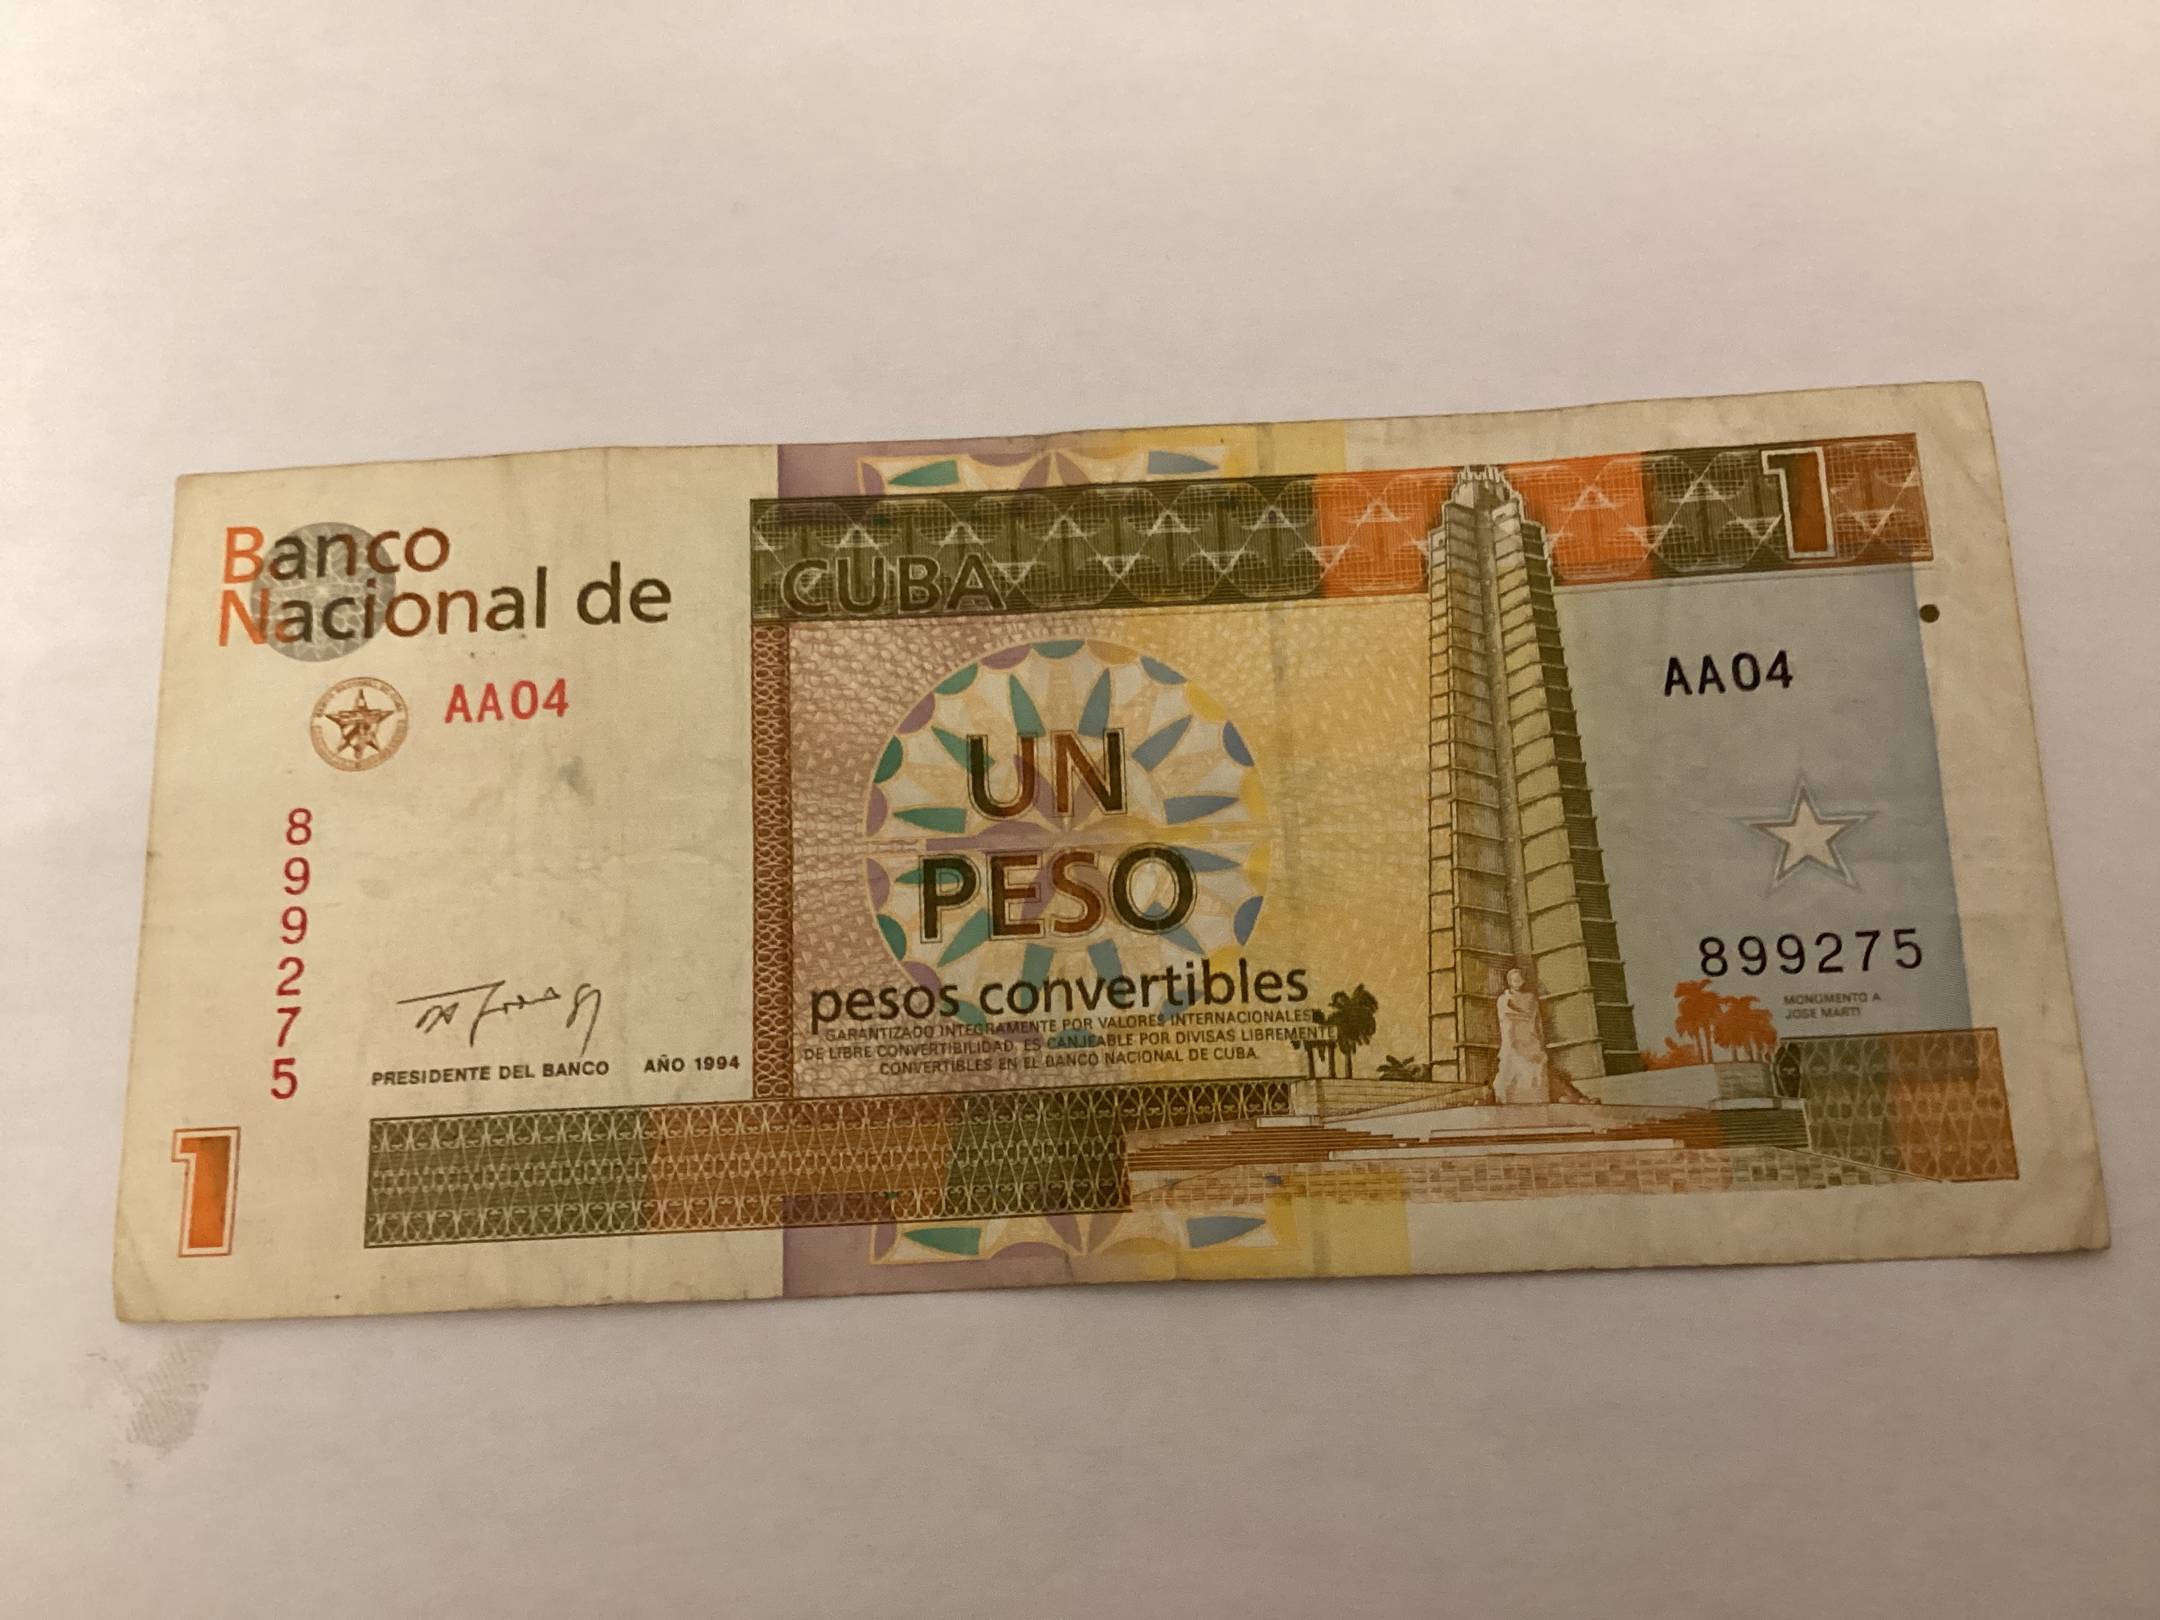 Banco
Nacional de
CUBA
1
AA04
AA04
8
9
9
2
7
5
UN
PESO
pesos convertibles
GARANTIZADO INTEGRAMENTE POR VALORES INTERNACIONALES
DE LIBRE CONVERTIBILIDAD, ES CANJEABLE POR DIVISAS LIBREMENTE
CONVERTIBLES EN EL BANCO NACIONAL DE CUBA.
899275
MONUMENTO A
JOSE MARTI
PRESIDENTE DEL BANCO AÑO 1994
1